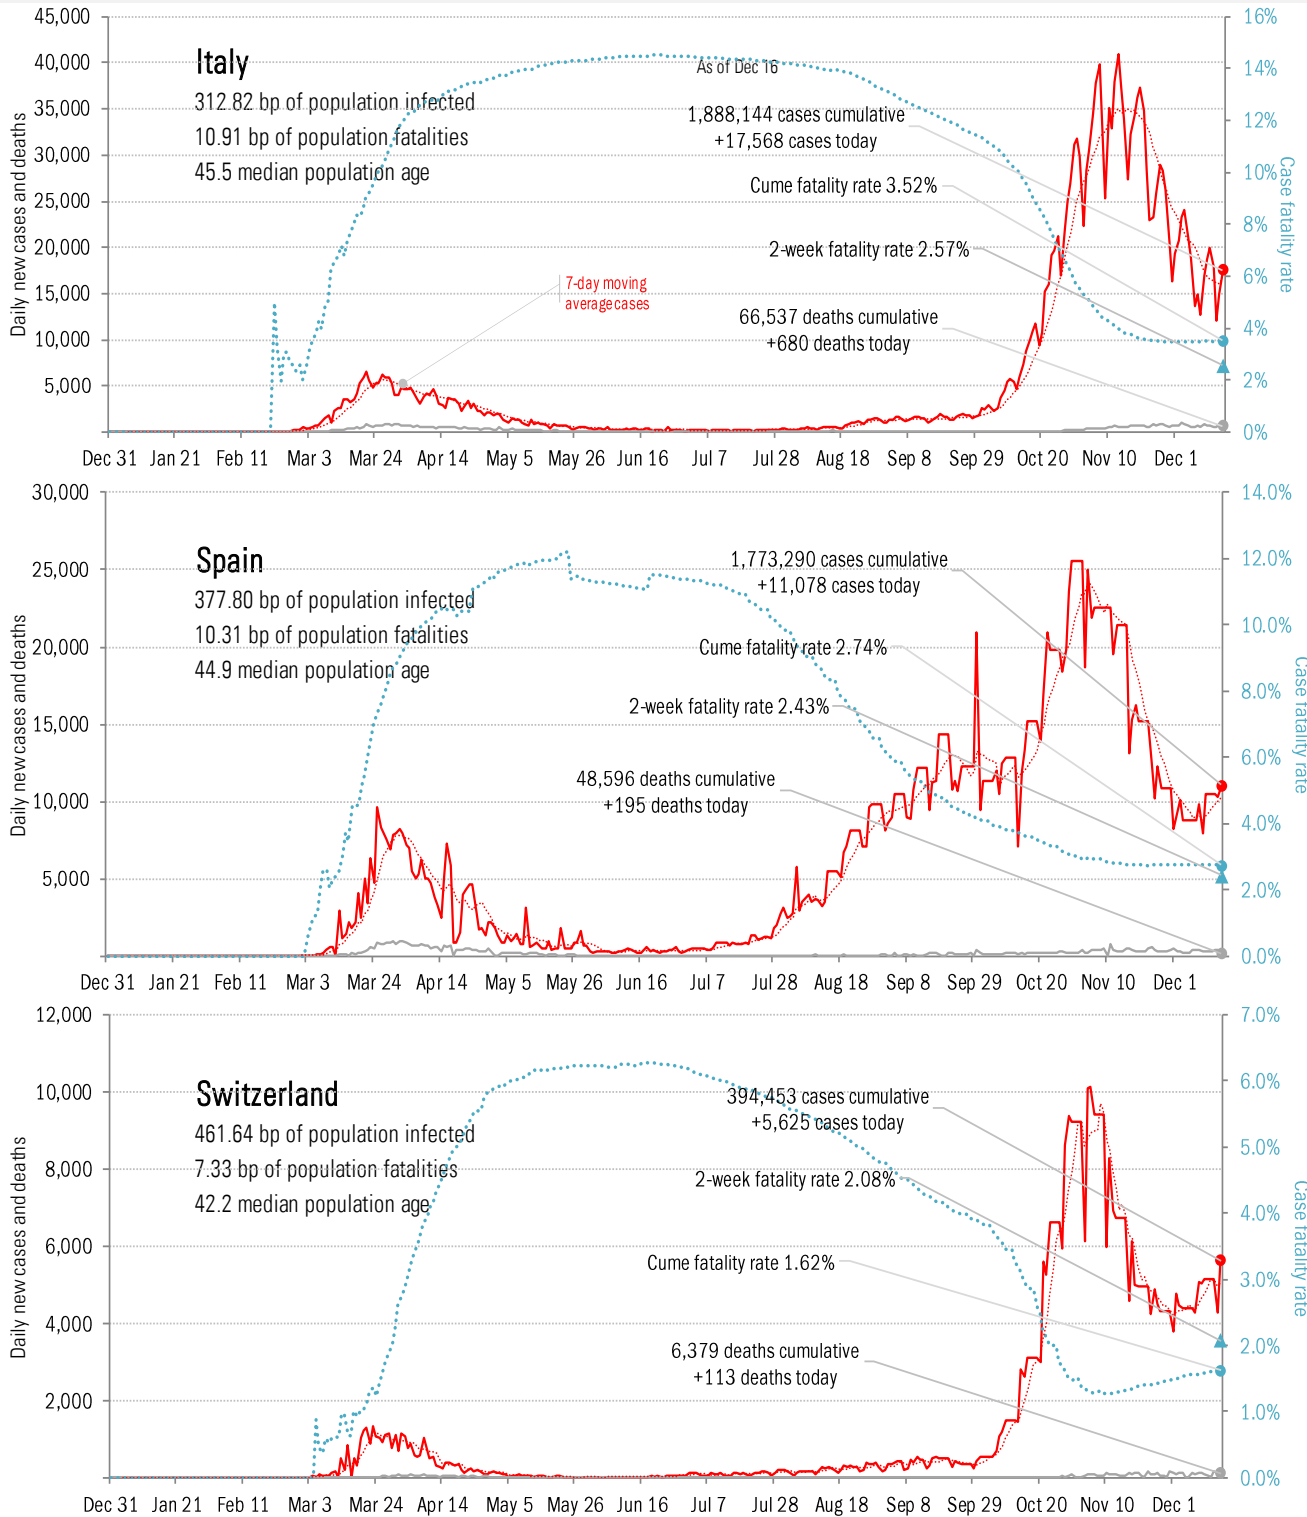 45,000
40,000
35,000
30,000
25,000
20,000
15,000
10,000
5,000
Daily new cases and deaths
Italy
312.82 bp of population infected
10.91 bp of population fatalities
45.5 median population age
As of Dec 16
1,888,144 cases cumulative
+17,568 cases today
Cume fatality rate 3.52%
2-week fatality rate 2.57%
7-day moving
average cases
66,537 deaths cumulative
+680 deaths today
16%
14%
12%
10%
8%
6%
4%
2%
0%
Case fatality rate
Dec 31 Jan 21 Feb 11 Mar 3 Mar 24 Apr 14 May 5 May 26 Jun 16 Jul 7 Jul 28 Aug 18 Sep 8 Sep 29 Oct 20 Nov 10 Dec 1
30,000
25,000
20,000
15,000
10,000
5,000
Daily new cases and deaths
Spain
377.80 bp of population infected
10.31 bp of population fatalities
44.9 median population age
1,773,290 cases cumulative
+11,078 cases today
Cume fatality rate 2.74%
2-week fatality rate 2.43%
48,596 deaths cumulative
+195 deaths today
14.0%
12.0%
10.0%
8.0%
6.0%
4.0%
2.0%
0.0%
Case fatality rate
Dec 31 Jan 21 Feb 11 Mar 3 Mar 24 Apr 14 May 5 May 26 Jun 16 Jul 7 Jul 28 Aug 18 Sep 8 Sep 29 Oct 20 Nov 10 Dec 1
12,000
10,000
8,000
6,000
4,000
2,000
Daily new cases and deaths
Switzerland
461.64 bp of population infected
7.33 bp of population fatalities
42.2 median population age
394,453 cases cumulative
+5,625 cases today
2-week fatality rate 2.08%
Cume fatality rate 1.62%
6,379 deaths cumulative
+113 deaths today
7.0%
6.0%
5.0%
4.0%
3.0%
2.0%
1.0%
0.0%
Case fatality rate
Dec 31 Jan 21 Feb 11 Mar 3 Mar 24 Apr 14 May 5 May 26 Jun 16 Jul 7 Jul 28 Aug 18 Sep 8 Sep 29 Oct 20 Nov 10 Dec 1